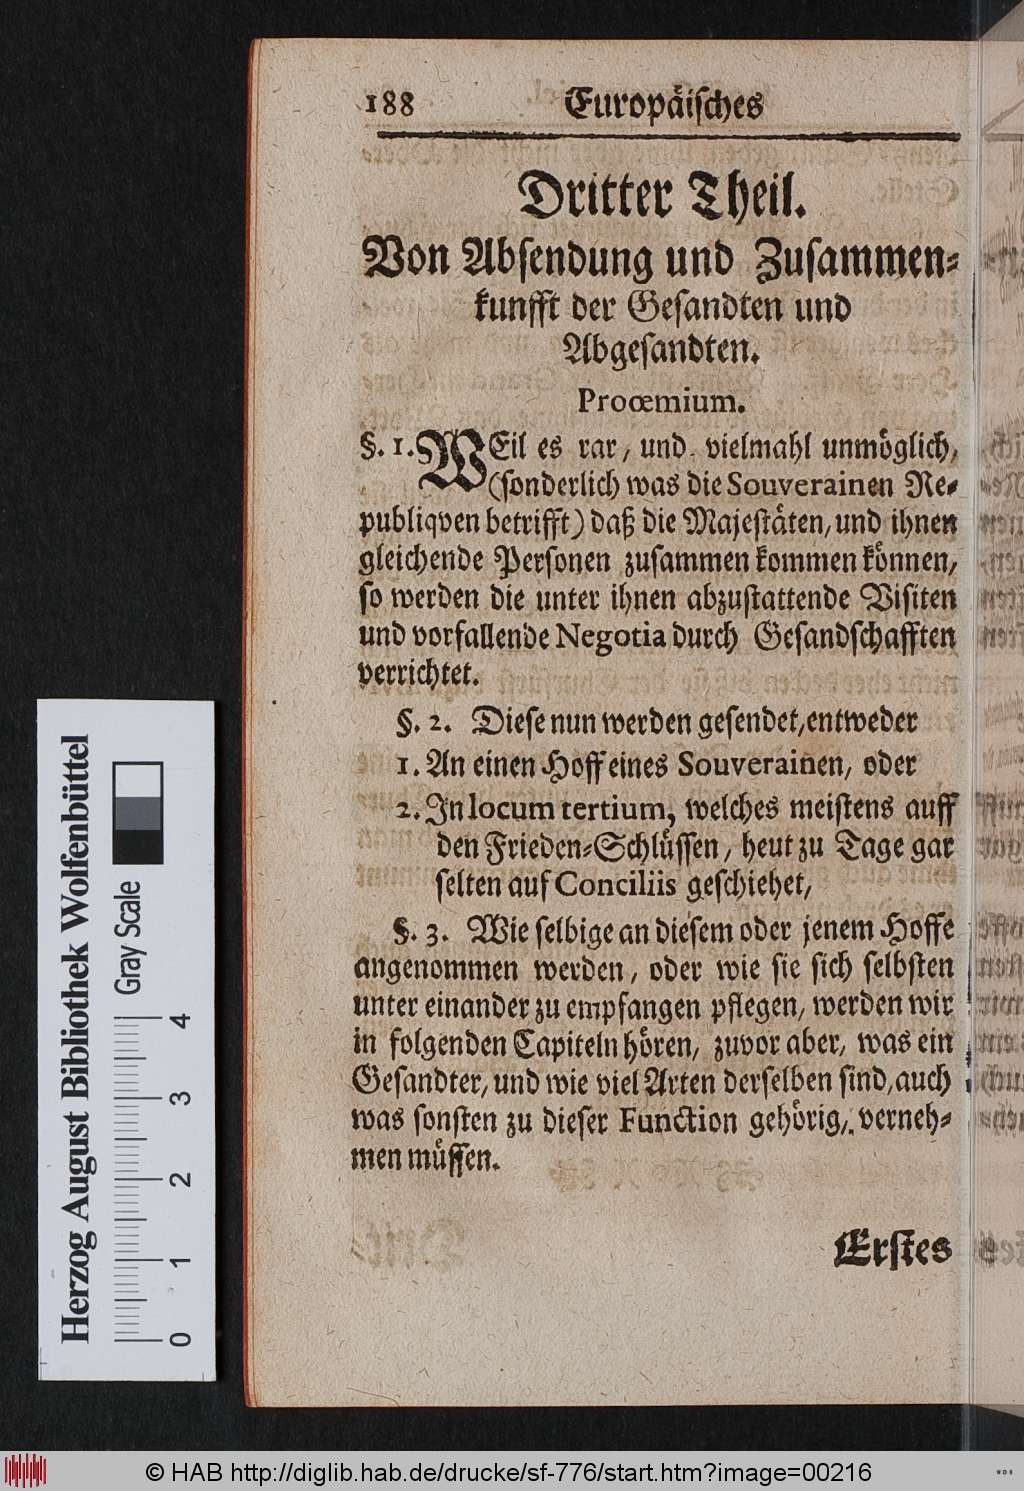 188 Europäisches
Dritter Theil.
Von Absendung und Zusammen-
kunfft der Gesandten und
Abgesandten.
Proœmium.
§. 1. WEil es rar, und vielmahl unmöglich,
(sonderlich was die Souverainen Re-
publiqven betrifft) daß die Majestäten, und ihnen
gleichende Personen zusammen kommen können,
so werden die unter ihnen abzustattende Visiten
und vorfallende Negotia durch Gesandschafften
verrichtet.
§. 2. Diese nun werden gesendet, entweder
1. An einen Hoff eines Souverainen, oder
2. In locum tertium, welches meistens auff
den Frieden-Schlüssen, heut zu Tage gar
selten auf Conciliis geschiehet,
§. 3. Wie selbige an diesem oder jenem Hoffe
angenommen werden, oder wie sie sich selbsten
unter einander zu empfangen pflegen, werden wir
in folgenden Capiteln hören, zuvor aber, was ein
Gesandter, und wie viel Arten derselben sind, auch
was sonsten zu dieser Function gehörig, verneh-
men müssen.
Erstes
Herzog August Bibliothek Wolfenbüttel
Gray Scale
0 1 2 3 4
© HAB http://diglib.hab.de/drucke/sf-776/start.htm?image=00216